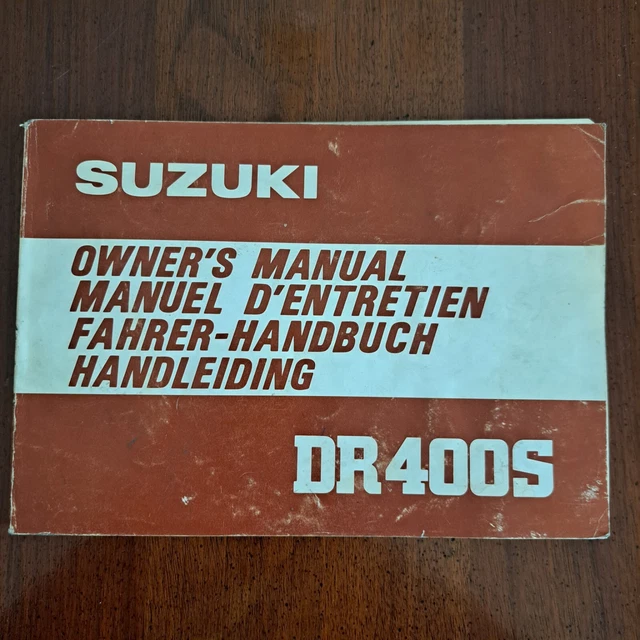 SUZUKI
OWNER'S MANUAL
MANUEL D'ENTRETIEN
FAHRER-HANDBUCH
HANDLEIDING
DR400S